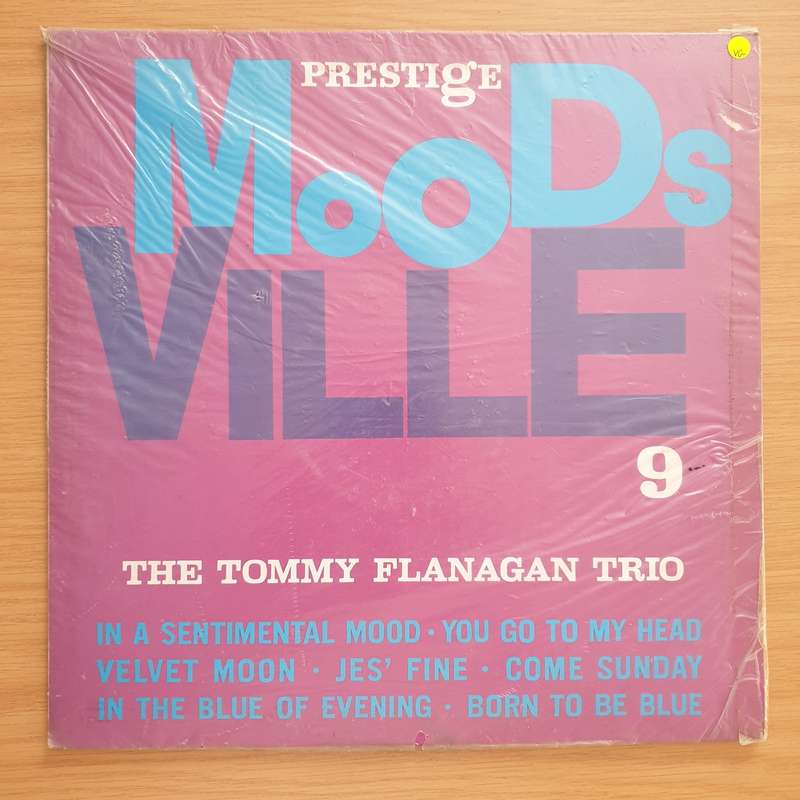 PRESTIgE
MOODS
VG-
VILLE
9
THE TOMMY FLANAGAN TRIO
IN A SENTIMENTAL MOOD · YOU GO TO MY HEAD
VELVET MOON · JES' FINE · COME SUNDAY
IN THE BLUE OF EVENING · BORN TO BE BLUE